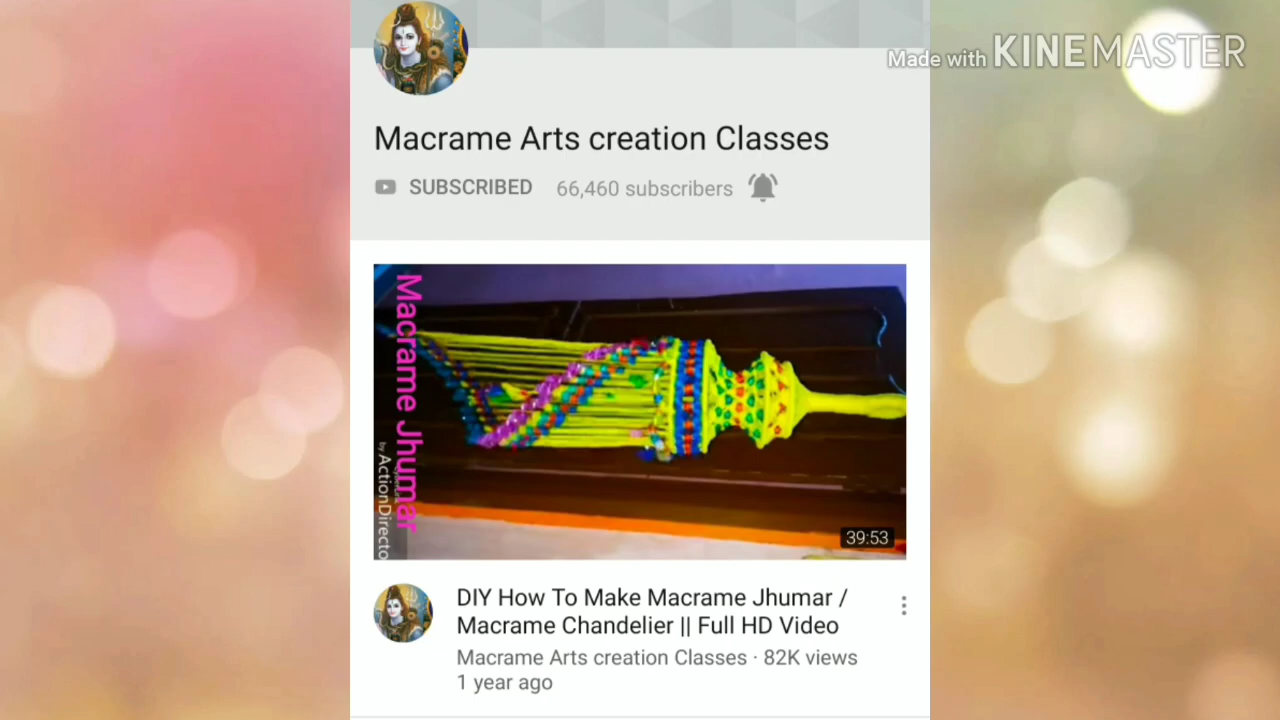 Made with KINEMASTER
Macrame Arts creation Classes
SUBSCRIBED 66,460 subscribers
Macrame Jhumar
by ActionDirecto
39:53
DIY How To Make Macrame Jhumar /
Macrame Chandelier || Full HD Video
Macrame Arts creation Classes · 82K views
1 year ago